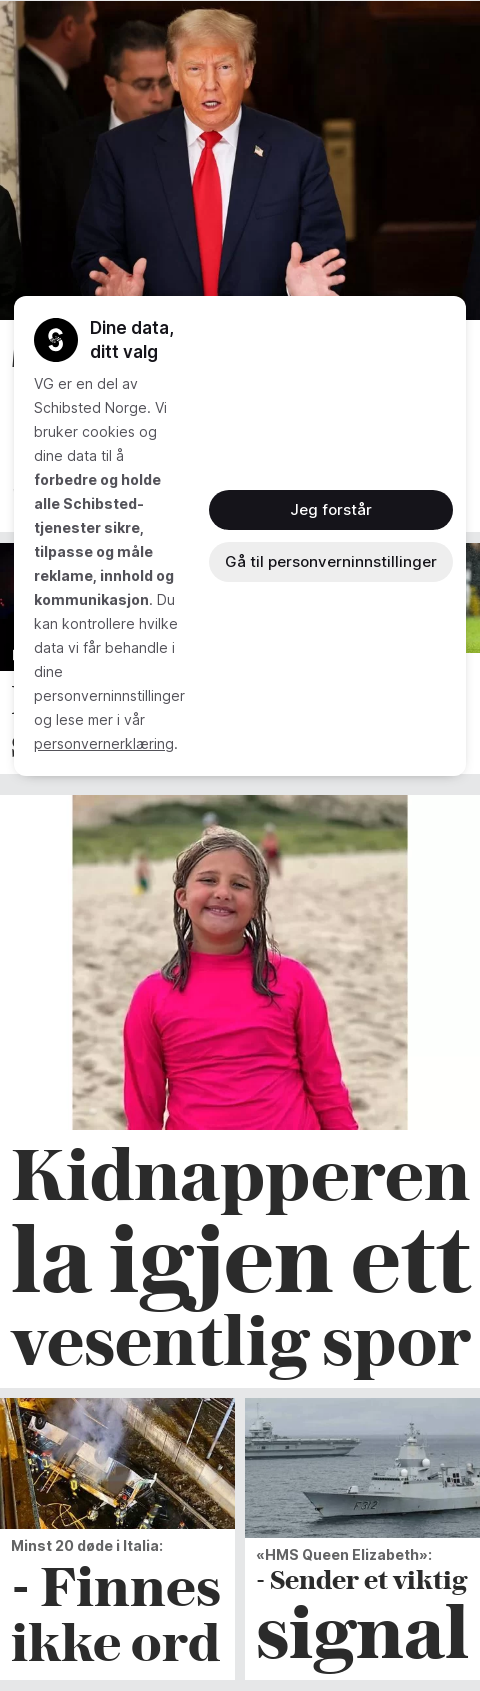 Dine data,
ditt valg
VG er en del av
Schibsted Norge. Vi
bruker cookies og
dine data til å
forbedre og holde
alle Schibsted-
tjenester sikre,
tilpasse og måle
reklame, innhold og
kommunikasjon. Du
kan kontrollere hvilke
data vi får behandle i
dine
personverninnstillinger
og lese mer i vår
personvernerklæring.
Jeg forstår
Gå til personverninnstillinger
Kidnapperen
la igjen ett
vesentlig spor
Minst 20 døde i Italia:
- Finnes
ikke ord
F312
«HMS Queen Elizabeth»:
- Sender et viktig
signal